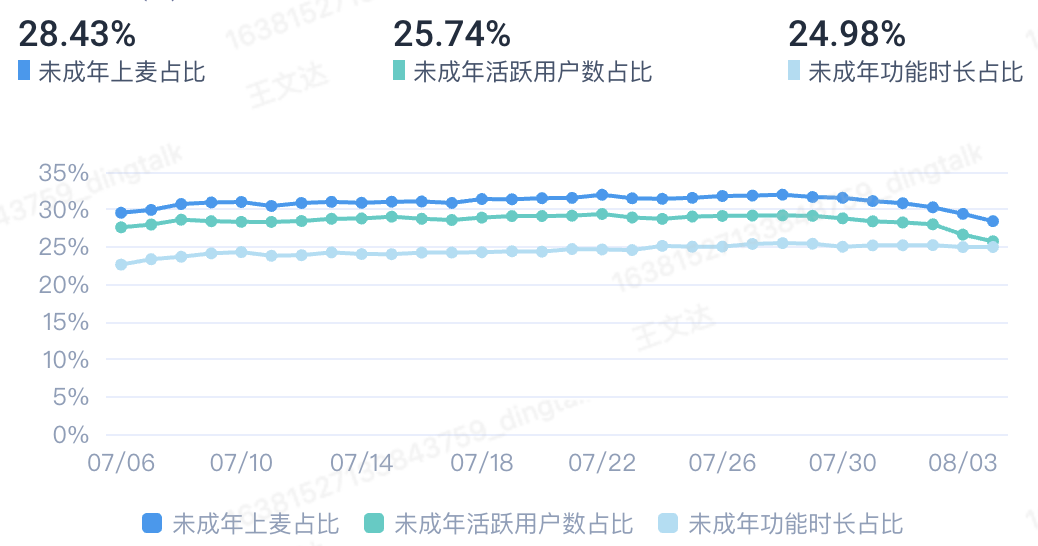 28.43% 25.74% 24.98%
未成年上麦占比 未成年活跃用户数占比 未成年功能时长占比
35%
30%
25%
20%
15%
10%
5%
0%
07/06 07/10 07/14 07/18 07/22 07/26 07/30 08/03
未成年上麦占比 未成年活跃用户数占比 未成年功能时长占比
王文达
43759_dingtalk
_dingtalk
王文达